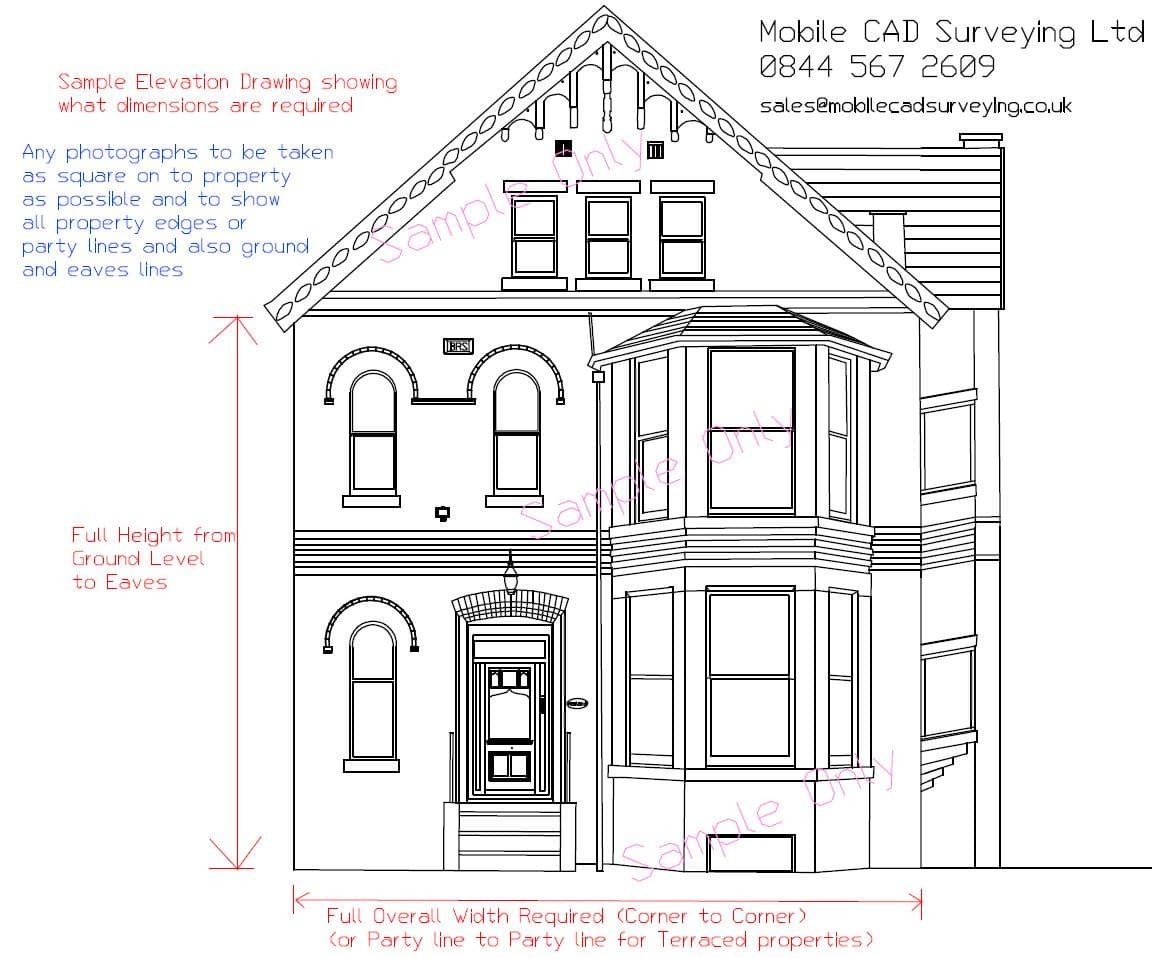 Mobile CAD Surveying Ltd
0844 567 2609
sales@mobilecadsurveying.co.uk
Sample Elevation Drawing showing
what dimensions are required
Any photographs to be taken
as square on to property
as possible and to show
all property edges or
party lines and also ground
and eaves lines
Sample Only
BRS
Sample Only
Full Height from
Ground Level
to Eaves
Sample Only
Full Overall Width Required (Corner to Corner)
(or Party line to Party line for Terraced properties)